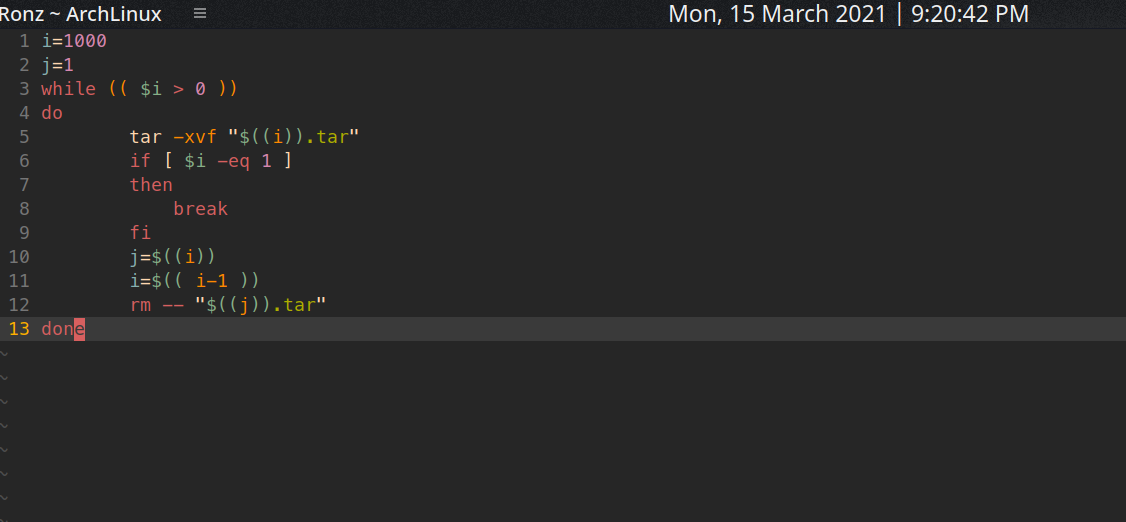 Ronz ~ ArchLinux ≡ Mon, 15 March 2021 | 9:20:42 PM
1 i=1000
2 j=1
3 while (( $i > 0 ))
4 do
5         tar -xvf "$((i)).tar"
6         if [ $i -eq 1 ]
7         then
8             break
9         fi
10         j=$((i))
11         i=$(( i-1 ))
12         rm -- "$((j)).tar"
13 done
~
~
~
~
~
~
~
~